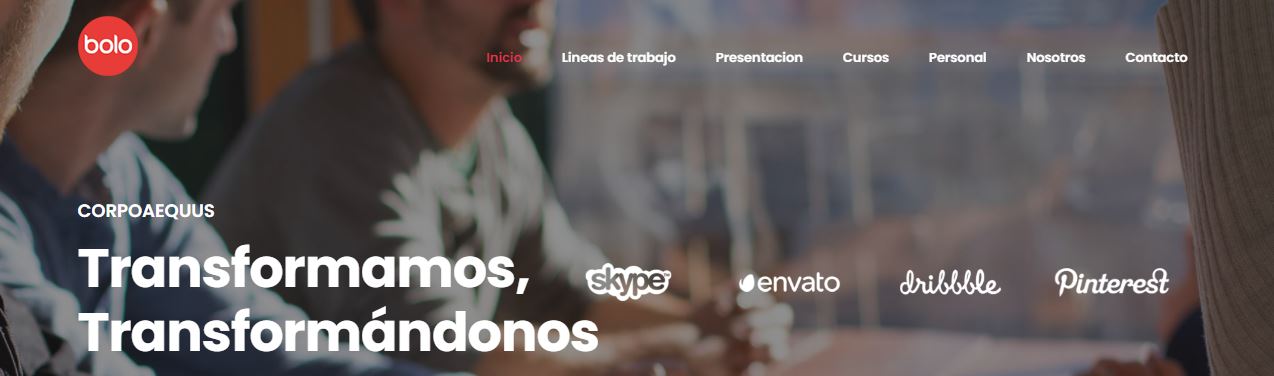 bolo
Inicio Lineas de trabajo Presentacion Cursos Personal Nosotros Contacto
CORPOAEQUUS
Transformamos,
Transformándonos
skype envato dribbble Pinterest